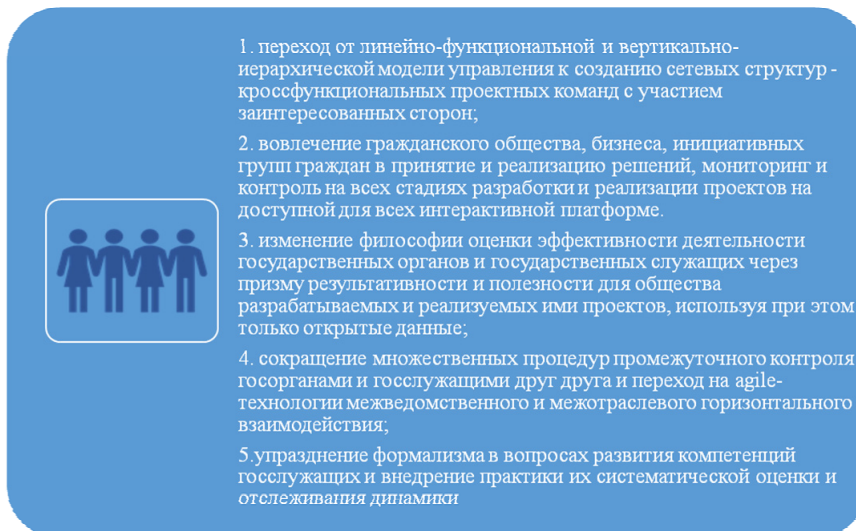 1. переход от линейно-функциональной и вертикально-
иерархической модели управления к созданию сетевых структур -
кроссфункциональных проектных команд с участием
заинтересованных сторон;
2. вовлечение гражданского общества, бизнеса, инициативных
групп граждан в принятие и реализацию решений, мониторинг и
контроль на всех стадиях разработки и реализации проектов на
доступной для всех интерактивной платформе.
3. изменение философии оценки эффективности деятельности
государственных органов и государственных служащих через
призму результативности и полезности для общества
разрабатываемых и реализуемых ими проектов, используя при этом
только открытые данные;
4. сокращение множественных процедур промежуточного контроля
госорганами и госслужащими друг друга и переход на agile-
технологии межведомственного и межотраслевого горизонтального
взаимодействия;
5.упразднение формализма в вопросах развития компетенций
госслужащих и внедрение практики их систематической оценки и
отслеживания динамики